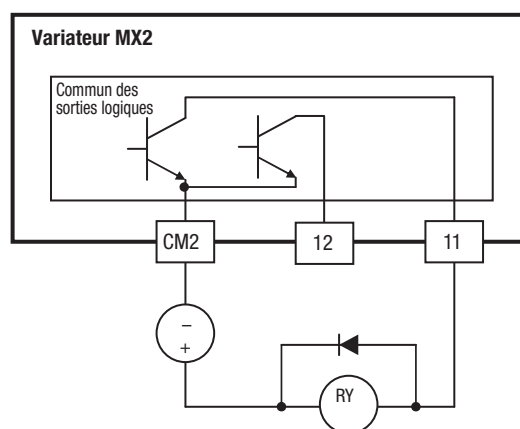 Variateur MX2
Commun des
sorties logiques
CM2
12
11
–
+
RY